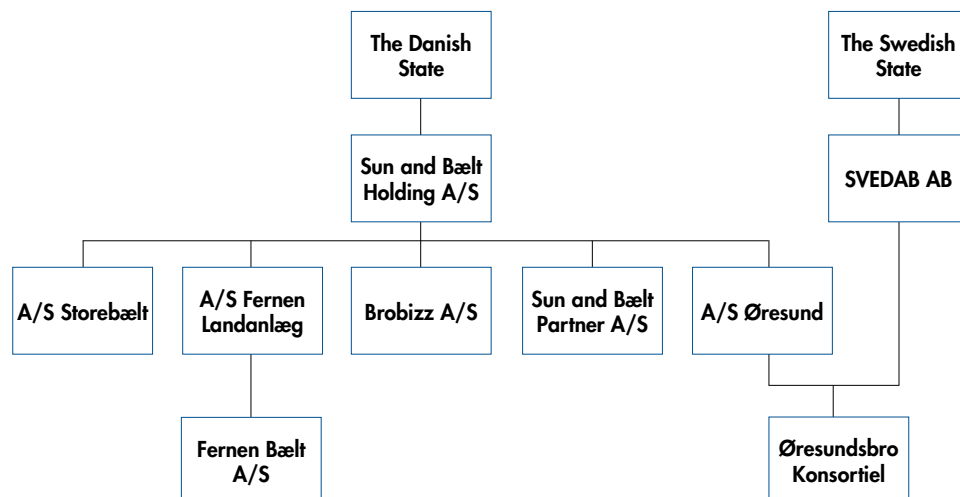 The Danish
State
The Swedish
State
Sun and Bælt
Holding A/S
SVEDAB AB
A/S Storebælt
A/S Fernen
Landanlæg
Brobizz A/S
Sun and Bælt
Partner A/S
A/S Øresund
Fernen Bælt
A/S
Øresundsbro
Konsortiel